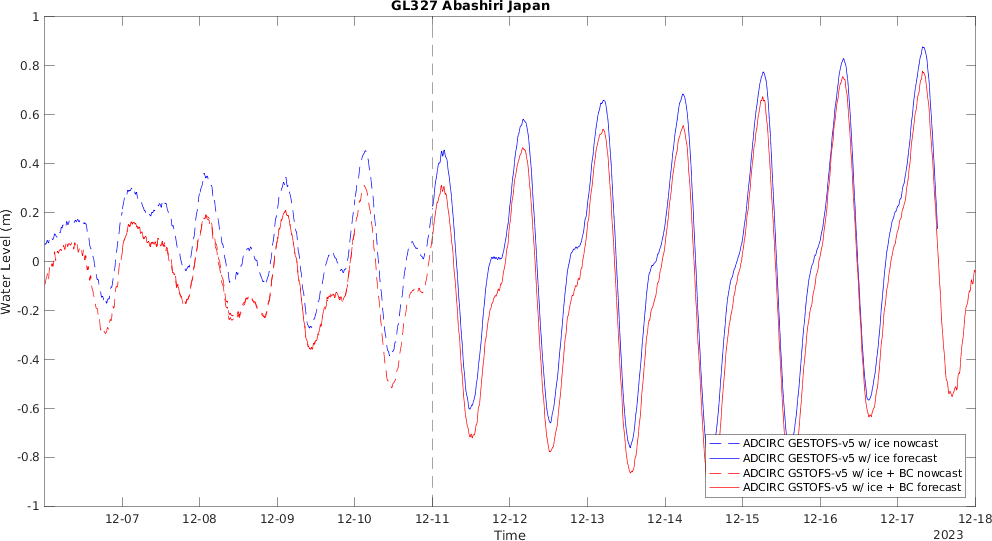 GL327 Abashiri Japan
1
0.8
0.6
0.4
0.2
0
-0.2
-0.4
-0.6
-0.8
-1
Water Level (m)
ADCIRC GESTOFS-v5 w/ ice nowcast
ADCIRC GESTOFS-v5 w/ ice forecast
ADCIRC GSTOFS-v5 w/ ice + BC nowcast
ADCIRC GSTOFS-v5 w/ ice + BC forecast
12-07 12-08 12-09 12-10 12-11 12-12 12-13 12-14 12-15 12-16 12-17 12-18
Time
2023